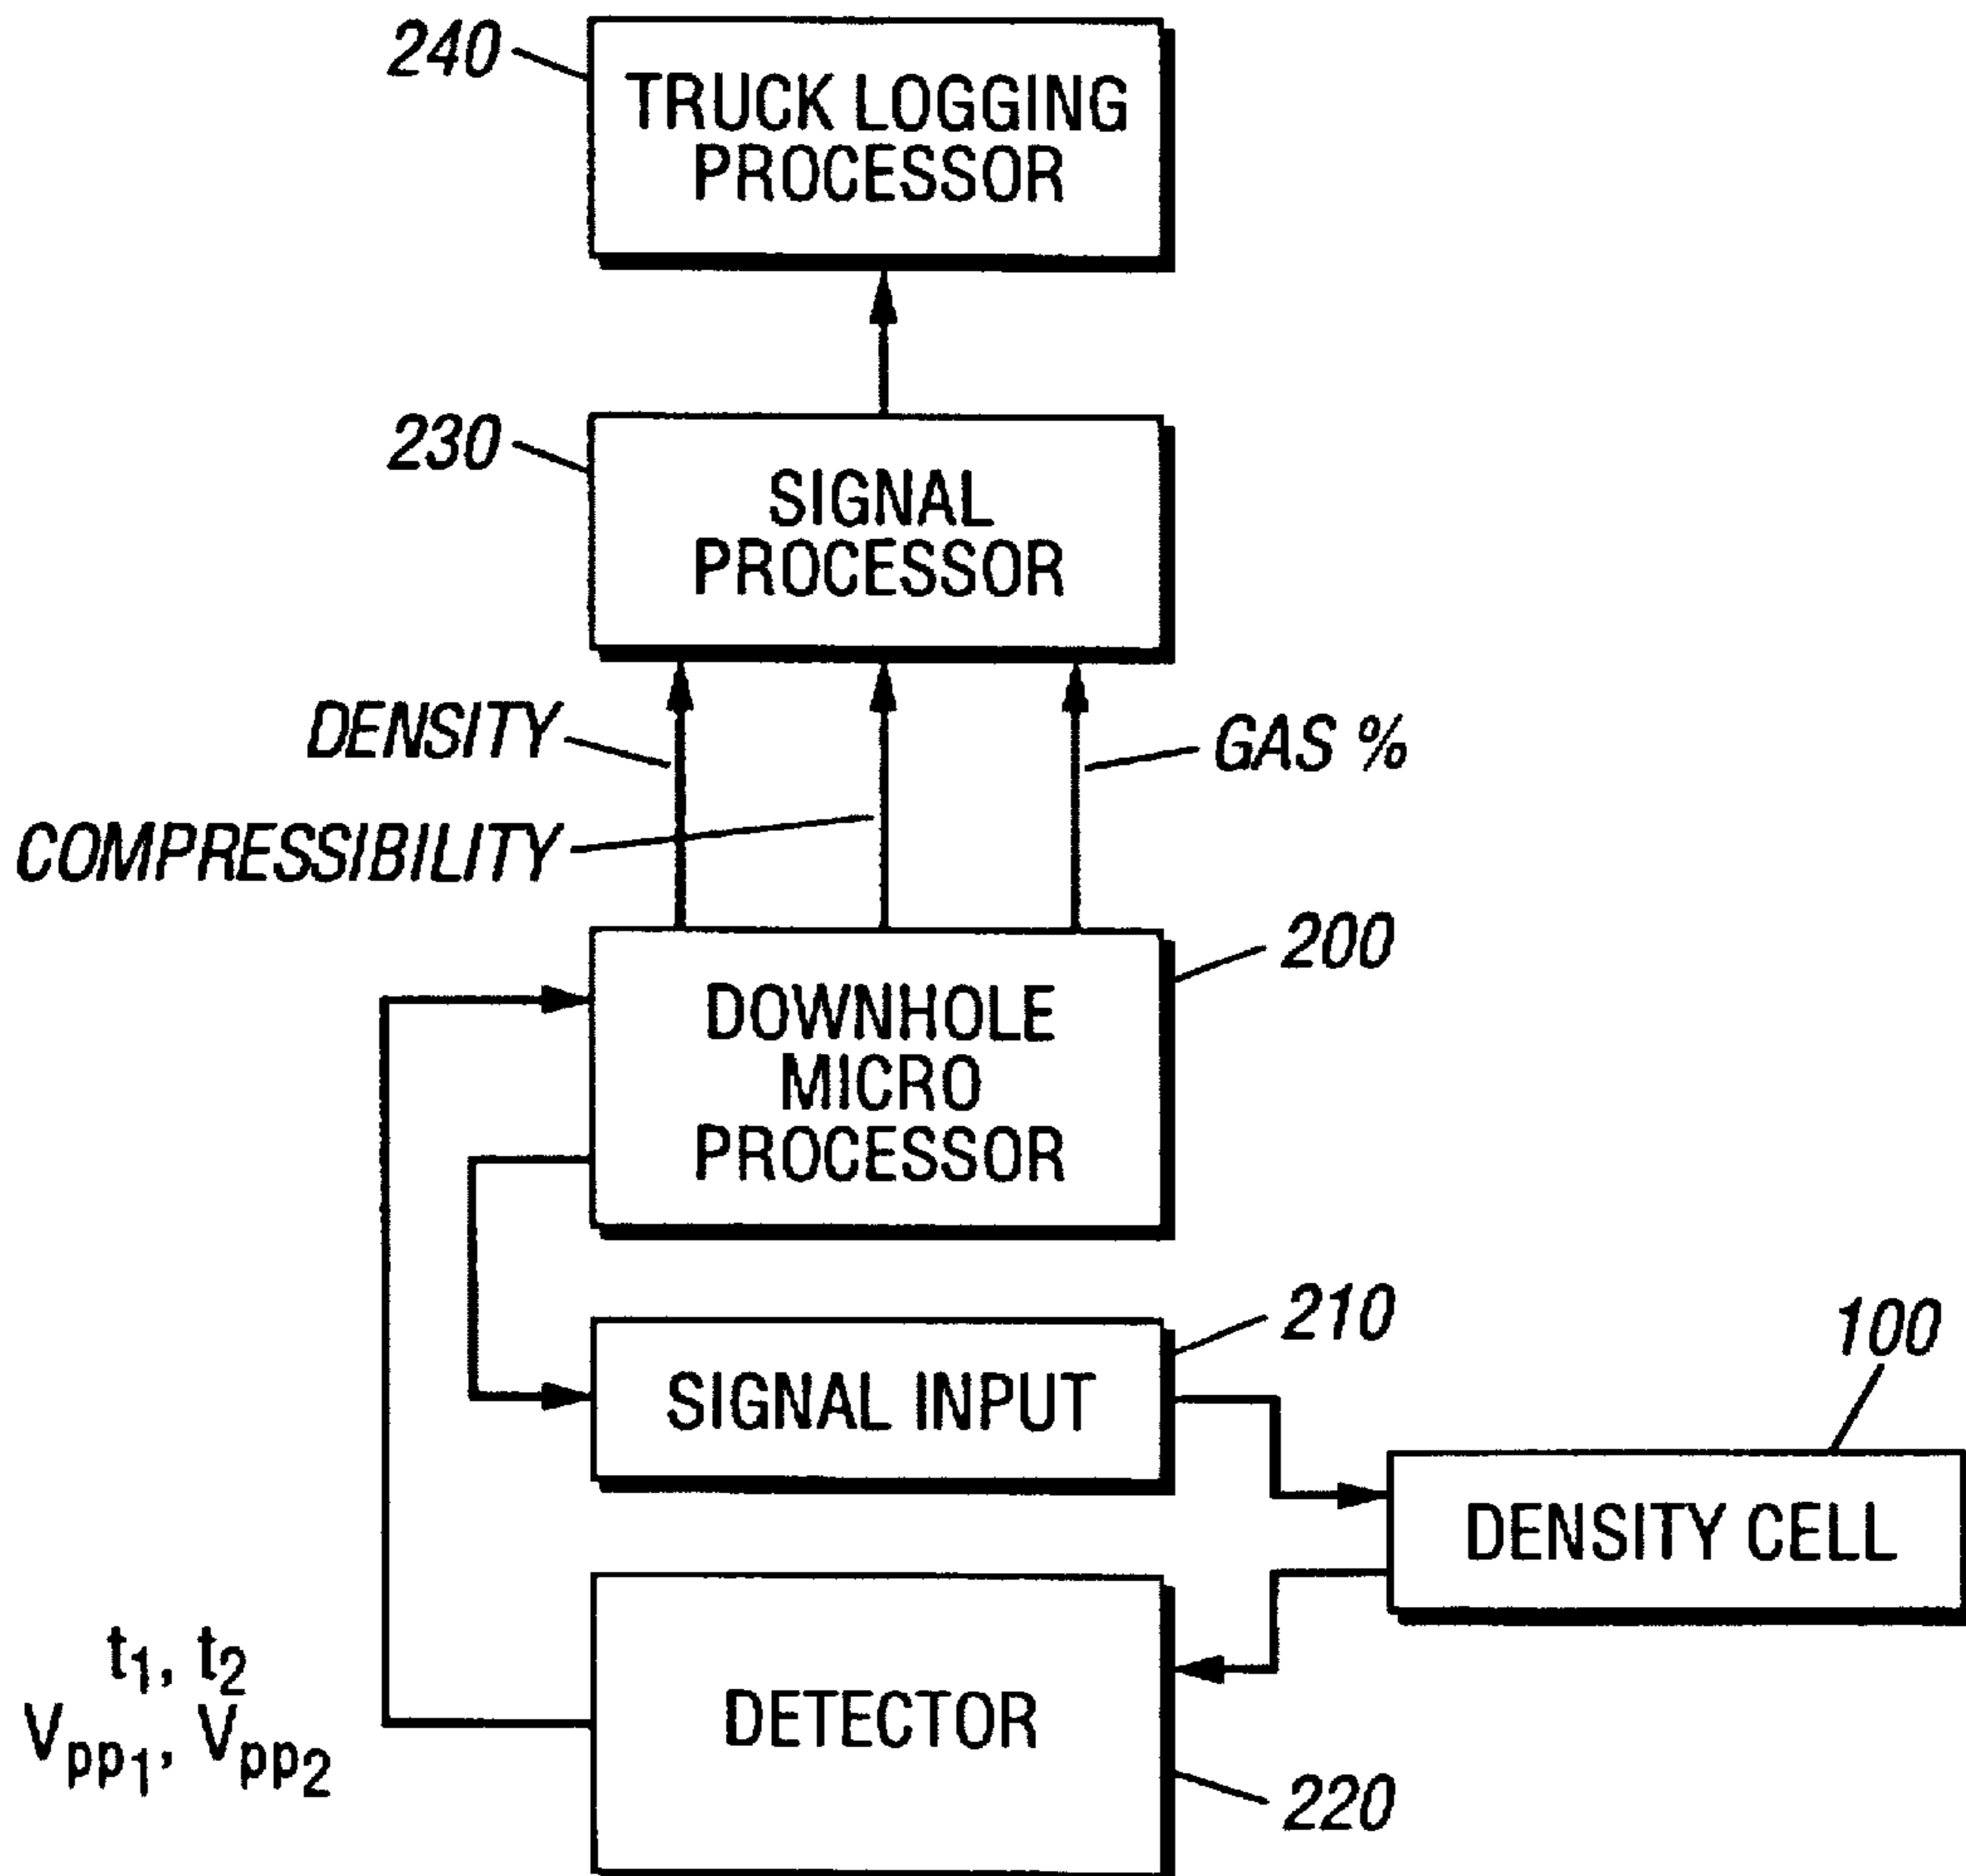 240
TRUCK LOGGING
PROCESSOR
230
SIGNAL
PROCESSOR
DENSITY
GAS %
COMPRESSIBILITY
200
DOWNHOLE
MICRO
PROCESSOR
210
SIGNAL INPUT
100
DENSITY CELL
t₁, t₂
Vpp₁, Vpp₂
DETECTOR
220